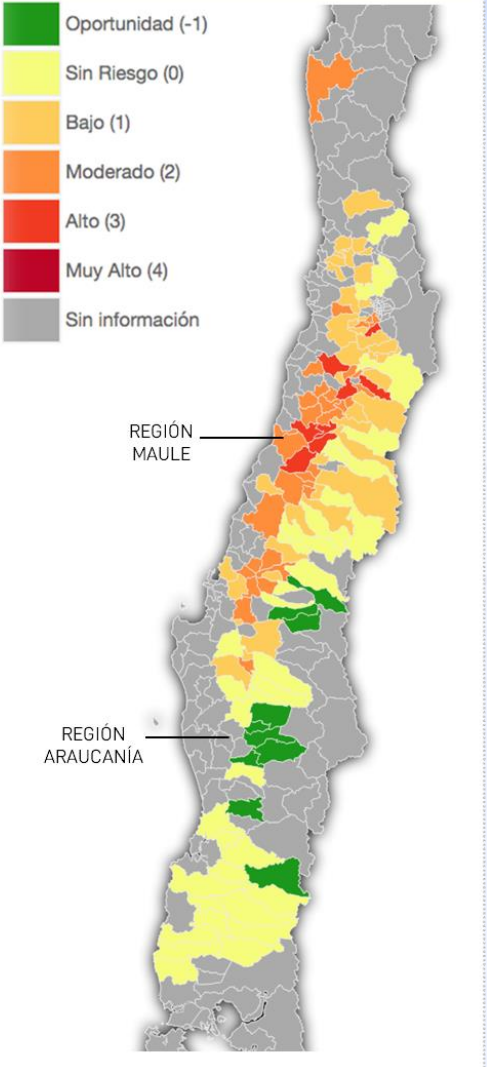 Oportunidad (-1)
Sin Riesgo (0)
Bajo (1)
Moderado (2)
Alto (3)
Muy Alto (4)
Sin información
REGIÓN
MAULE
REGIÓN
ARAUCANÍA